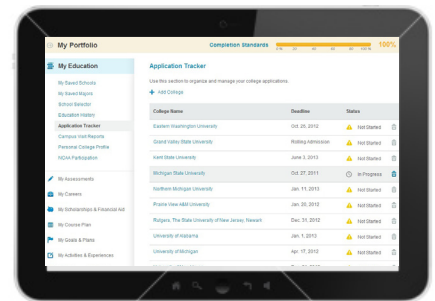 My Portfolio
Completion Standards
100%
My Education
My Saved Schools
My Saved Majors
School Selector
Education History
Application Tracker
Campus Visit Reports
Personal College Profile
NCAA Participation
My Assessments
My Careers
My Scholarships & Financial Aid
My Course Plan
My Goals & Plans
My Activities & Experiences
Application Tracker
Use this section to organize and manage your college applications.
Add College
College Name Deadline Status
Eastern Washington University Oct. 26, 2012 Not Started
Grand Valley State University Rolling Admission Not Started
Kent State University June 3, 2013 Not Started
Michigan State University Oct. 27, 2011 In Progress
Northern Michigan University Jan. 11, 2013 Not Started
Prairie View A&M University Jan. 20, 2012 Not Started
Rutgers, The State University of New Jersey, Newark Dec. 31, 2012 Not Started
University of Alabama Jan. 1, 2013 Not Started
University of Michigan Apr. 17, 2012 Not Started